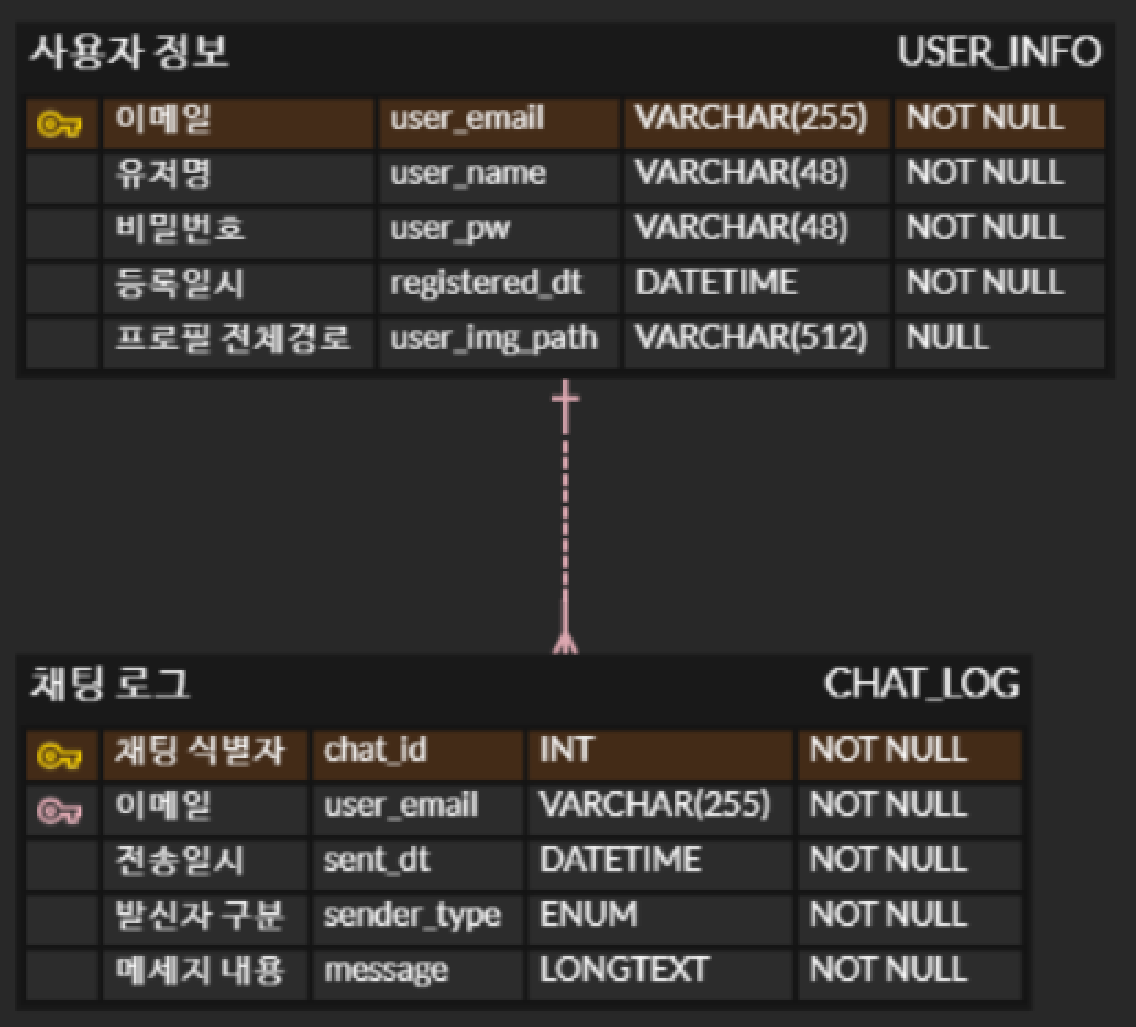 사용자 정보 USER_INFO
이메일 user_email VARCHAR(255) NOT NULL
유저명 user_name VARCHAR(48) NOT NULL
비밀번호 user_pw VARCHAR(48) NOT NULL
등록일시 registered_dt DATETIME NOT NULL
프로필 전체경로 user_img_path VARCHAR(512) NULL
채팅 로그 CHAT_LOG
채팅 식별자 chat_id INT NOT NULL
이메일 user_email VARCHAR(255) NOT NULL
전송일시 sent_dt DATETIME NOT NULL
발신자 구분 sender_type ENUM NOT NULL
메세지 내용 message LONGTEXT NOT NULL